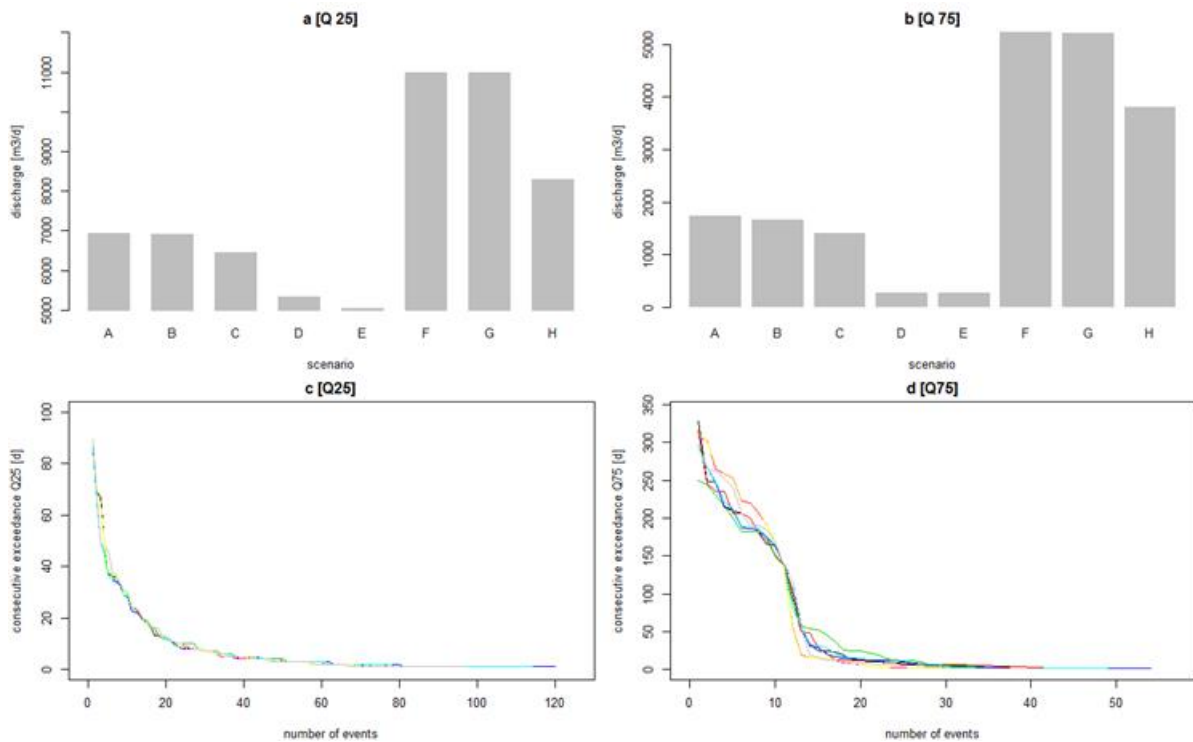 a [Q 25]
discharge [m3/d]
11000
9000
8000
7000
6000
5000
A B C D E F G H
scenario
b [Q 75]
discharge [m3/d]
5000
4000
3000
2000
1000
0
A B C D E F G H
scenario
c [Q25]
consecutive exceedance Q25 [d]
100
80
60
40
20
0
0 20 40 60 80 100 120
number of events
d [Q75]
consecutive exceedance Q75 [d]
350
300
250
200
150
100
50
0
0 10 20 30 40 50
number of events